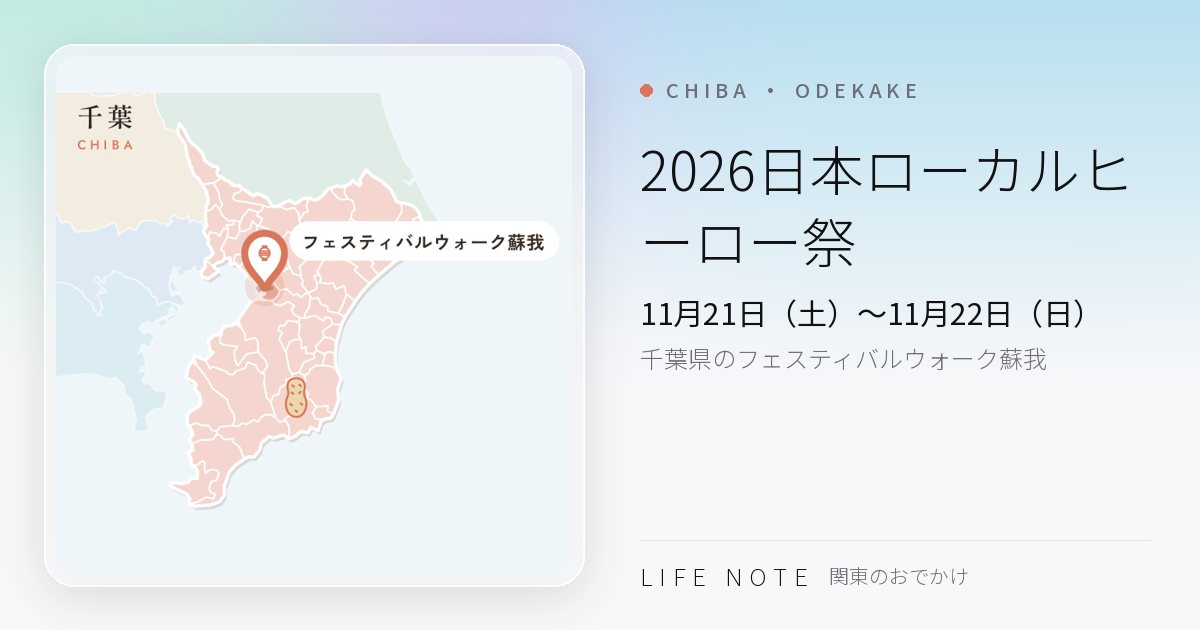 千葉
CHIBA
フェスティバルウォーク蘇我
CHIBA • ODEKAKE
2026日本ローカルヒ
ーロー祭
11月21日（土）〜11月22日（日）
千葉県のフェスティバルウォーク蘇我
LIFE NOTE 関東のおでかけ